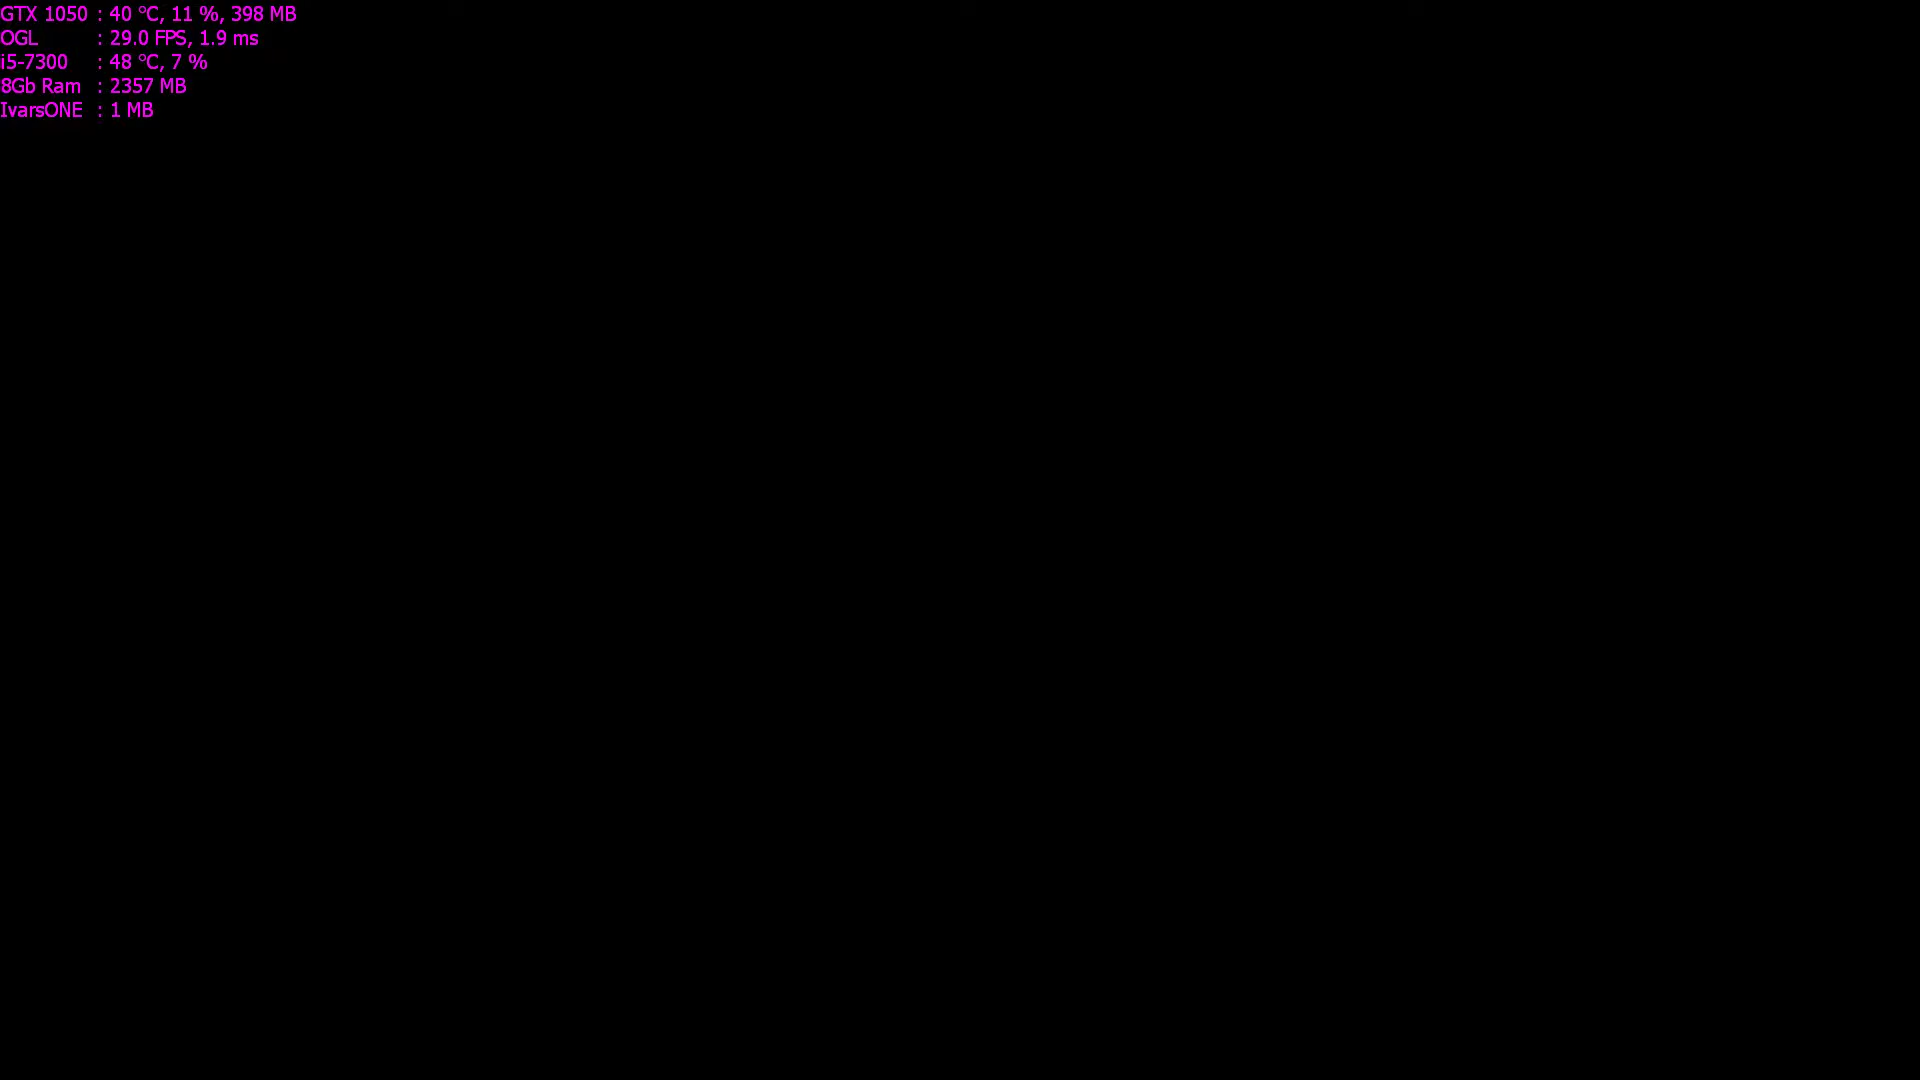 GTX 1050 : 40 °C, 11 %, 398 MB
OGL : 29.0 FPS, 1.9 ms
i5-7300 : 48 °C, 7 %
8Gb Ram : 2357 MB
IvarsONE : 1 MB